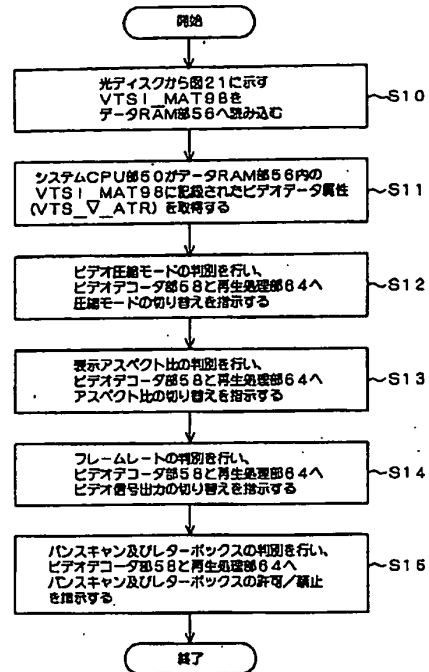 開始
光ディスクから図21に示す
VTSI_MAT98を
データRAM部56へ読み込む
S10
システムCPU部50がデータRAM部56内の
VTSI_MAT98に記録されたビデオデータ属性
(VTS_V_ATR)を取得する
S11
ビデオ圧縮モードの判別を行い、
ビデオデコーダ部58と再生処理部64へ
圧縮モードの切り替えを指示する
S12
表示アスペクト比の判別を行い、
ビデオデコーダ部58と再生処理部64へ
アスペクト比の切り替えを指示する
S13
フレームレートの判別を行い、
ビデオデコーダ部58と再生処理部64へ
ビデオ信号出力の切り替えを指示する
S14
パンスキャン及びレターボックスの判別を行い、
ビデオデコーダ部58と再生処理部64へ
パンスキャン及びレターボックスの許可/禁止
を指示する
S15
終了